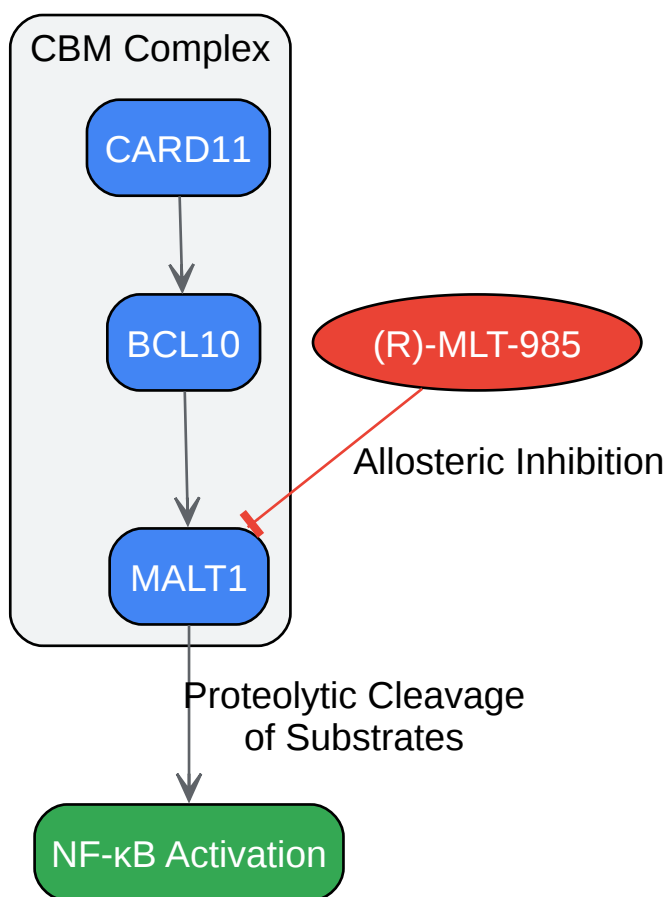 CBM Complex
CARD11
BCL10
(R)-MLT-985
Allosteric Inhibition
MALT1
Proteolytic Cleavage
of Substrates
NF-κB Activation